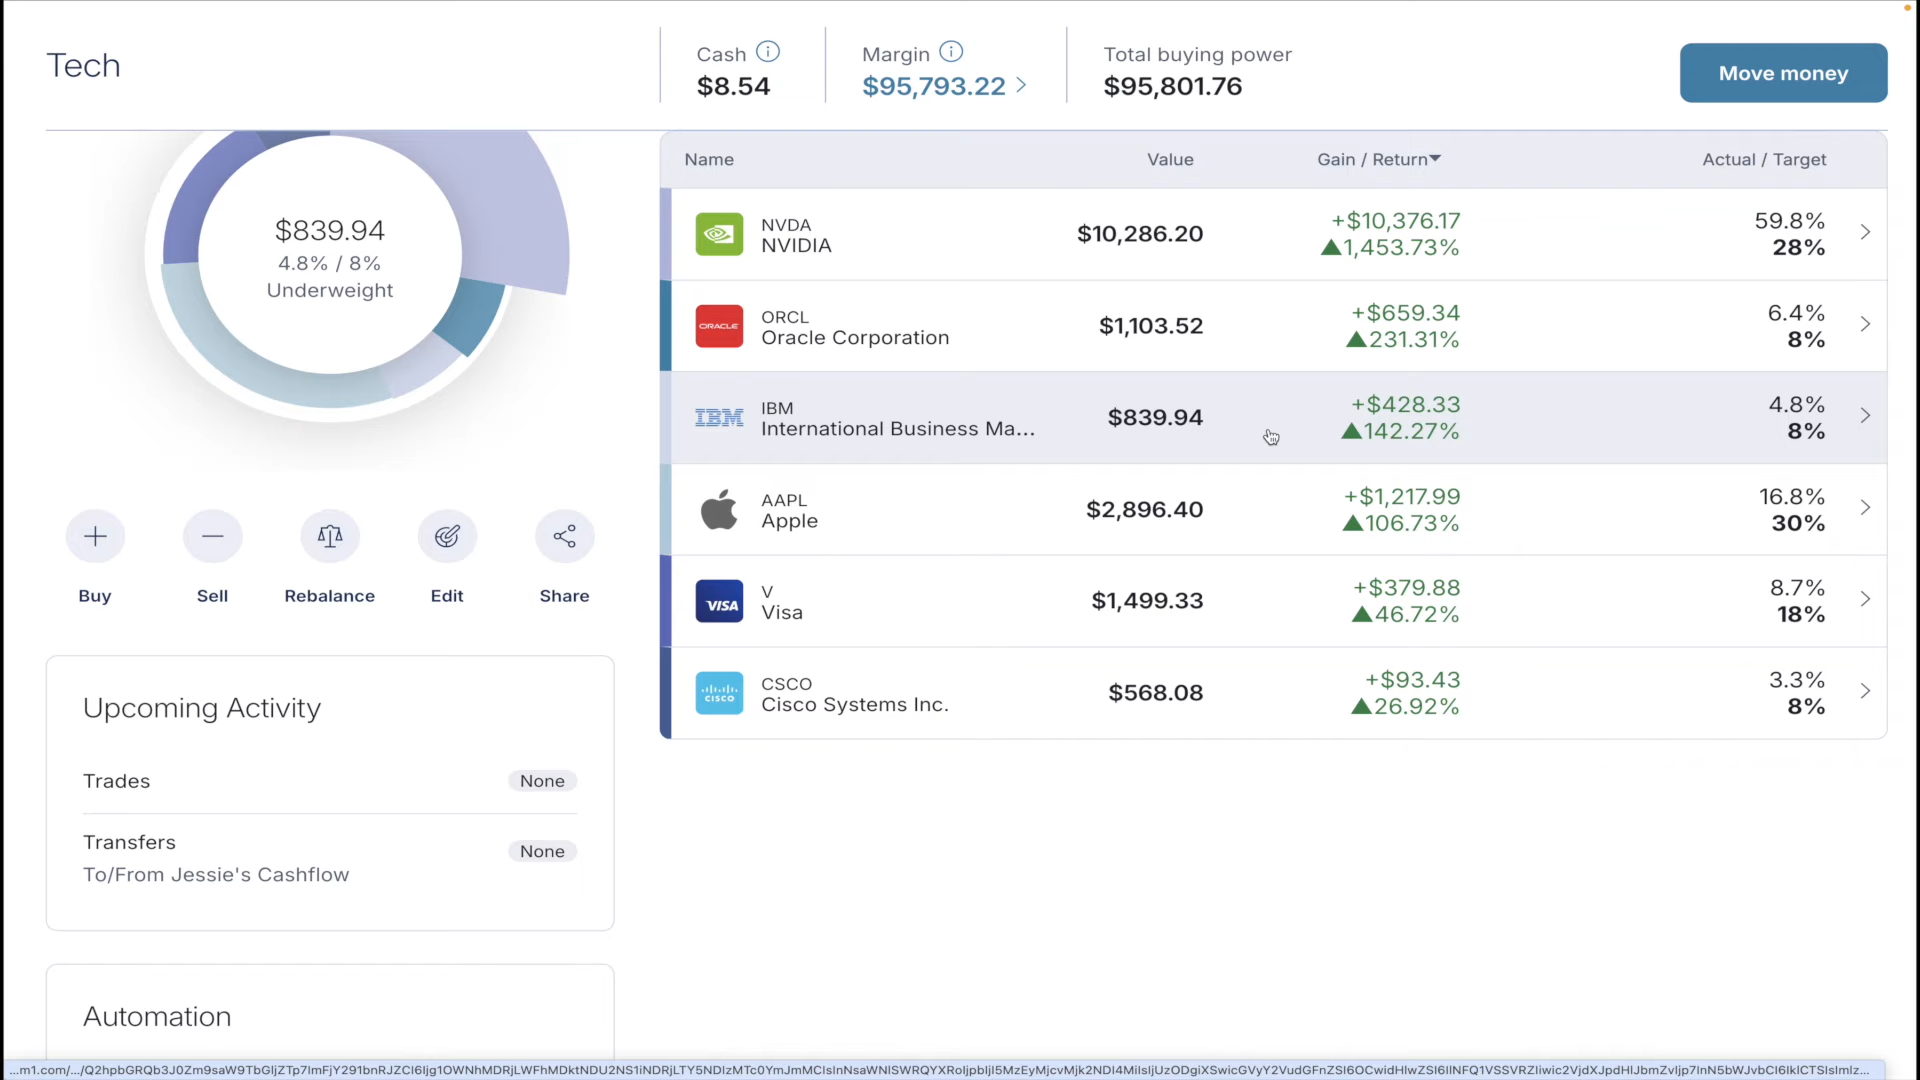 Tech
Cash
$8.54
Margin
$95,793.22
Total buying power
$95,801.76
Move money
$839.94
4.8% / 8%
Underweight
Buy
Sell
Rebalance
Edit
Share
Upcoming Activity
Trades
None
Transfers
None
To/From Jessie's Cashflow
Automation
Name Value Gain / Return Actual / Target
NVDA
NVIDIA
$10,286.20
+$10,376.17
▲1,453.73%
59.8%
28%
ORACLE
ORCL
Oracle Corporation
$1,103.52
+$659.34
▲231.31%
6.4%
8%
IBM
IBM
International Business Ma...
$839.94
+$428.33
▲142.27%
4.8%
8%
AAPL
Apple
$2,896.40
+$1,217.99
▲106.73%
16.8%
30%
VISA
V
Visa
$1,499.33
+$379.88
▲46.72%
8.7%
18%
CISCO
CSCO
Cisco Systems Inc.
$568.08
+$93.43
▲26.92%
3.3%
8%